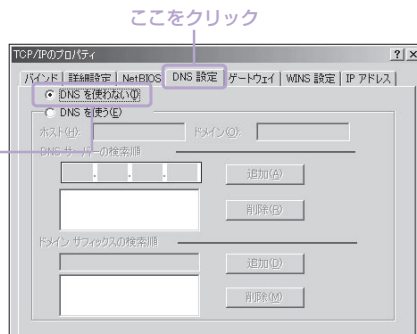 ここをクリック
TCP/IPのプロパティ
バインド 詳細設定 NetBIOS DNS 設定 ゲートウェイ WINS 設定 IP アドレス
DNS を使わない(I)
DNS を使う(E)
ホスト(H): ドメイン(O):
DNS サーバーの検索順
追加(A)
削除(R)
ドメイン サフィックスの検索順
追加(D)
削除(M)